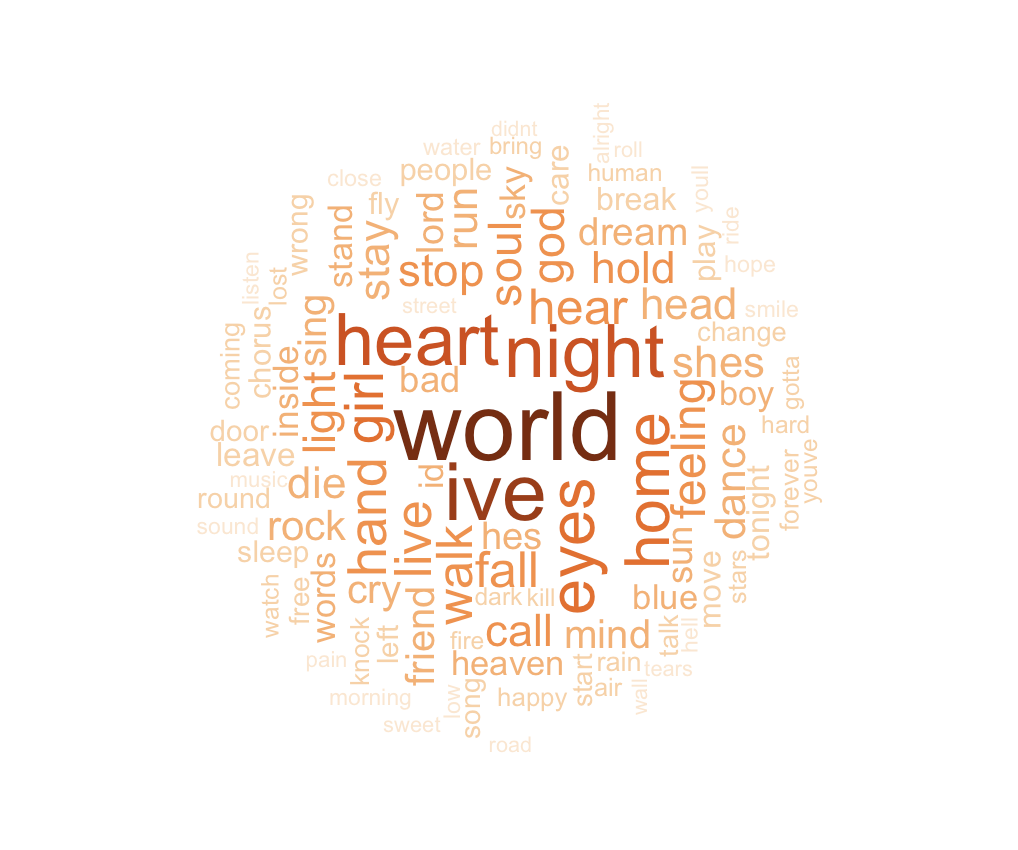 didnt
alright
water
bring
roll
close
people
care
human
youll
wrong
fly
lord
run
sky
break
ride
stand
stay
soul
god
dream
play
listen
lost
stop
hold
hope
street
hear
head
smile
coming
chorus
sing
heart
night
change
inside
light
girl
bad
shes
boy
gotta
door
world
feeling
hard
leave
hand
id
ive
home
dance
tonight
forever
youve
music
round
die
eyes
sound
rock
live
walk
hes
sun
sleep
fall
stars
watch
free
words
cry
friend
dark
kill
blue
move
knock
left
fire
call
mind
talk
hell
pain
heaven
start
rain
tears
morning
low
song
happy
air
wall
sweet
road